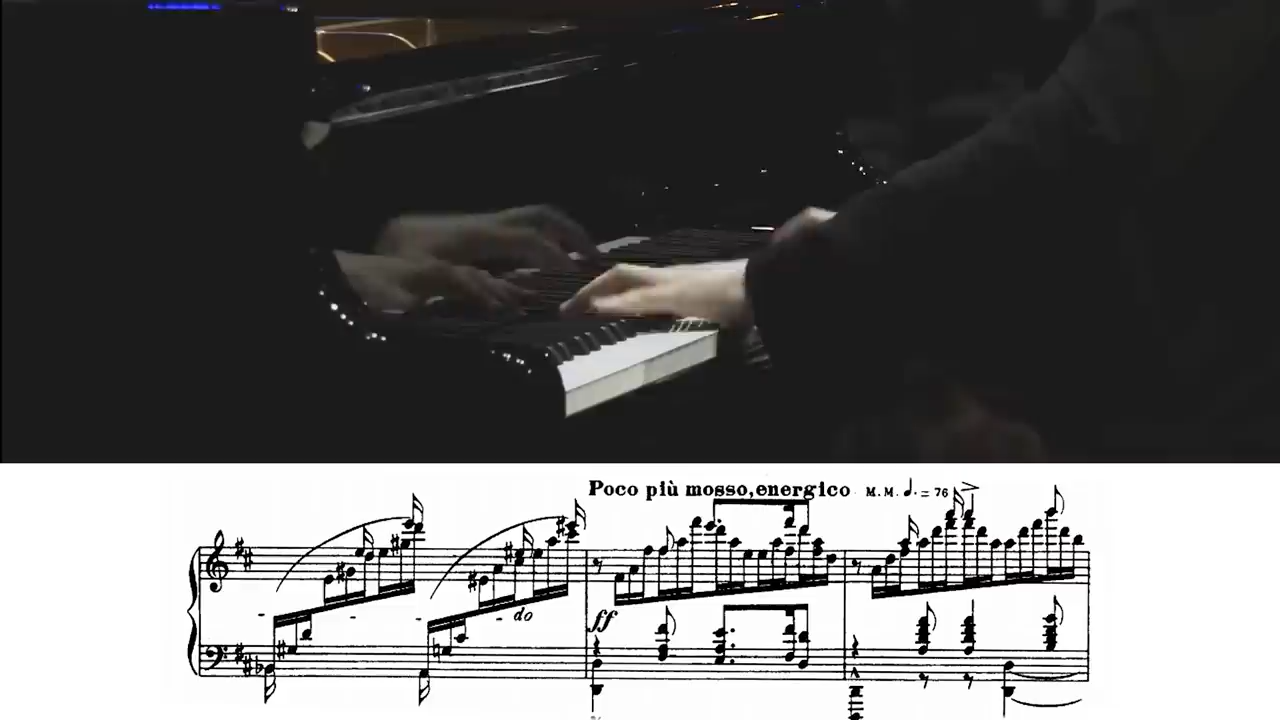 Poco più mosso, energico M.M. 𝅗𝅥. = 76
- - - - do
ff